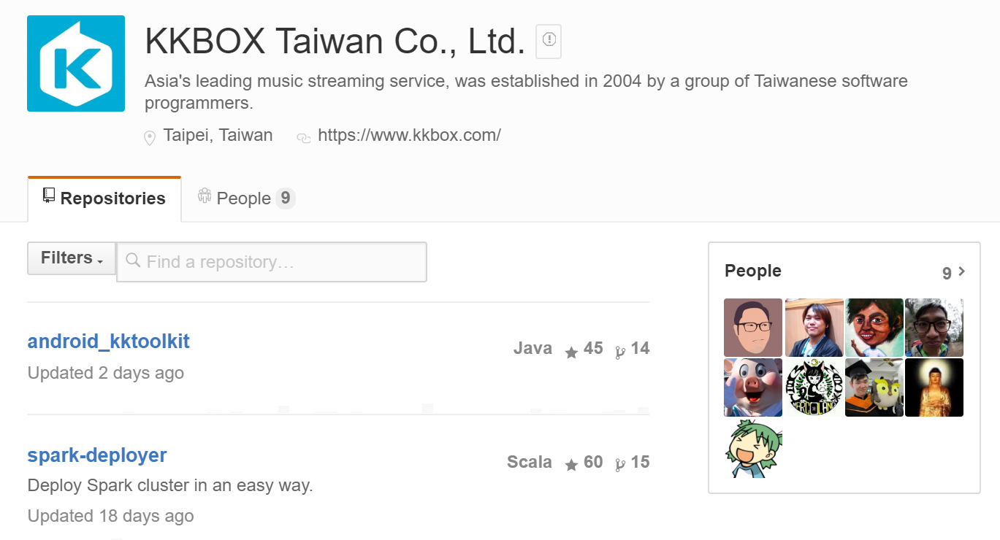 KKBOX Taiwan Co., Ltd.
Asia's leading music streaming service, was established in 2004 by a group of Taiwanese software
programmers.
Taipei, Taiwan https://www.kkbox.com/
Repositories People 9
Filters Find a repository…
People 9
android_kktoolkit
Java 45 14
Updated 2 days ago
spark-deployer
Scala 60 15
Deploy Spark cluster in an easy way.
Updated 18 days ago